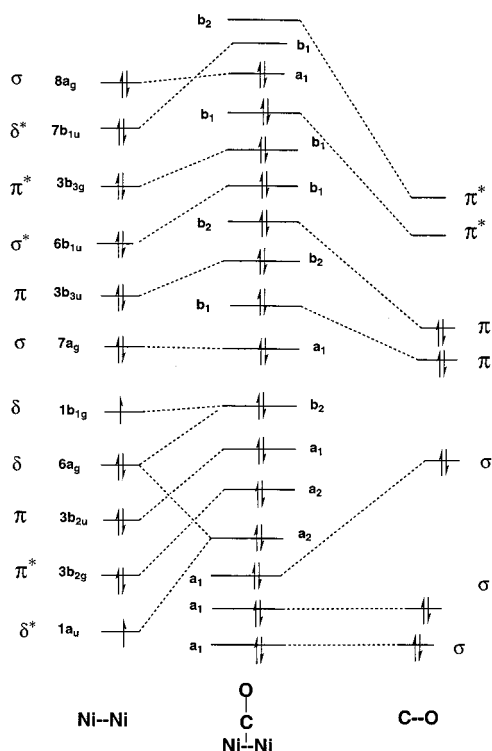 b₂
b₁
σ 8a_g a₁
δ* 7b₁ᵤ b₁
π* 3b₃g b₁ π*
σ* 6b₁ᵤ b₁ π*
b₂
π 3b₃ᵤ b₂
b₁ π
σ 7a_g a₁ π
δ 1b₁g b₂
δ 6a_g a₁ σ
π 3b₂ᵤ a₂
π* 3b₂g a₂
a₁ σ
δ* 1aᵤ a₁
a₁ σ
O
C
Ni--Ni Ni--Ni C--O